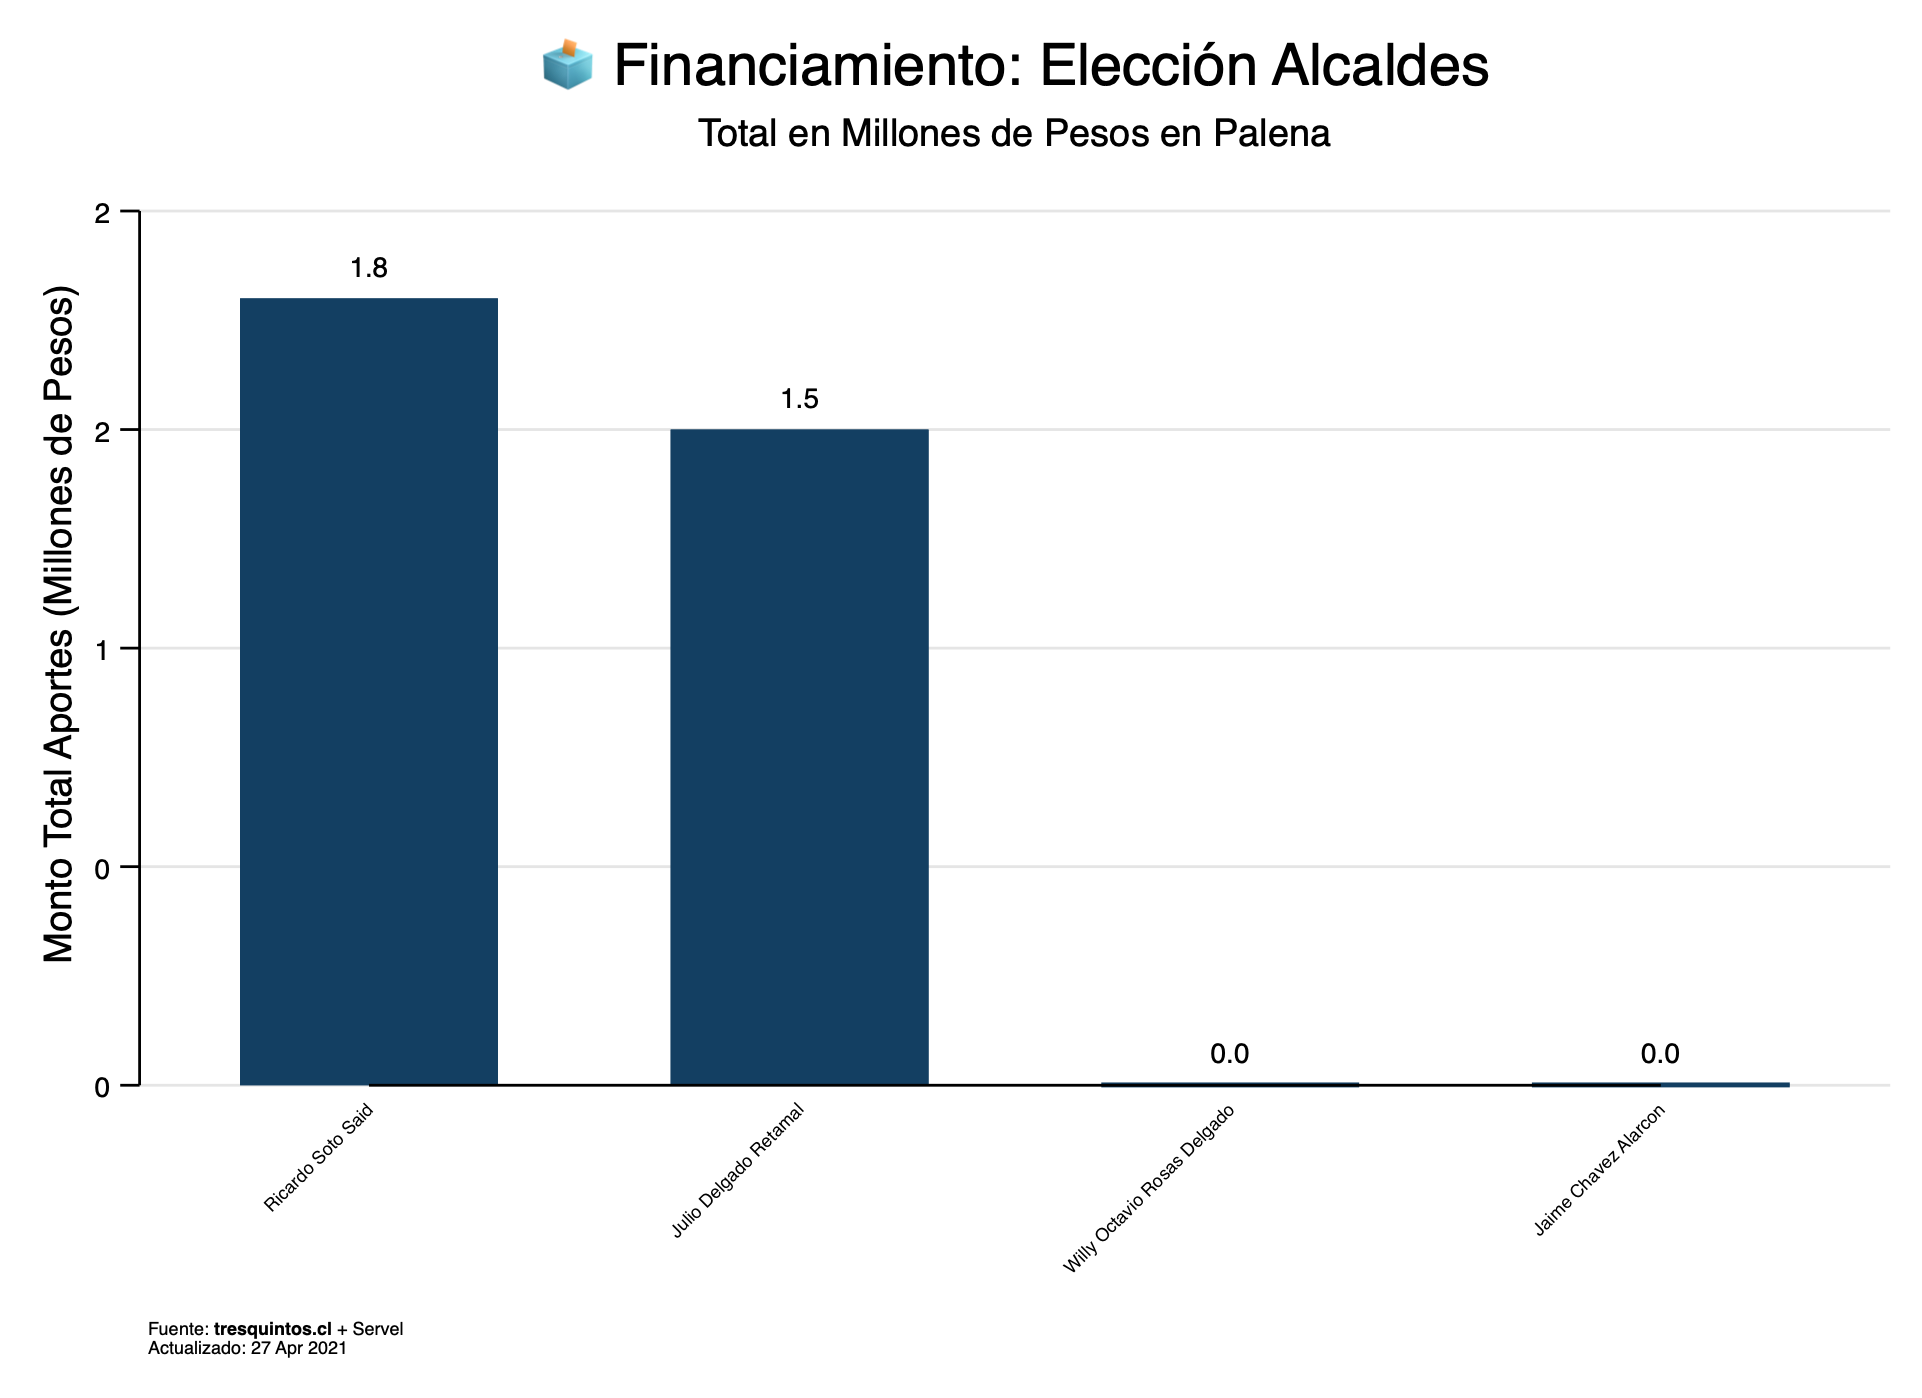 Financiamiento: Elección Alcaldes
Total en Millones de Pesos en Palena
Monto Total Aportes (Millones de Pesos)
2
2
1
0
0
1.8
1.5
0.0
0.0
Ricardo Soto Said
Julio Delgado Retamal
Willy Octavio Rosas Delgado
Jaime Chavez Alarcon
Fuente: tresquintos.cl + Servel
Actualizado: 27 Apr 2021